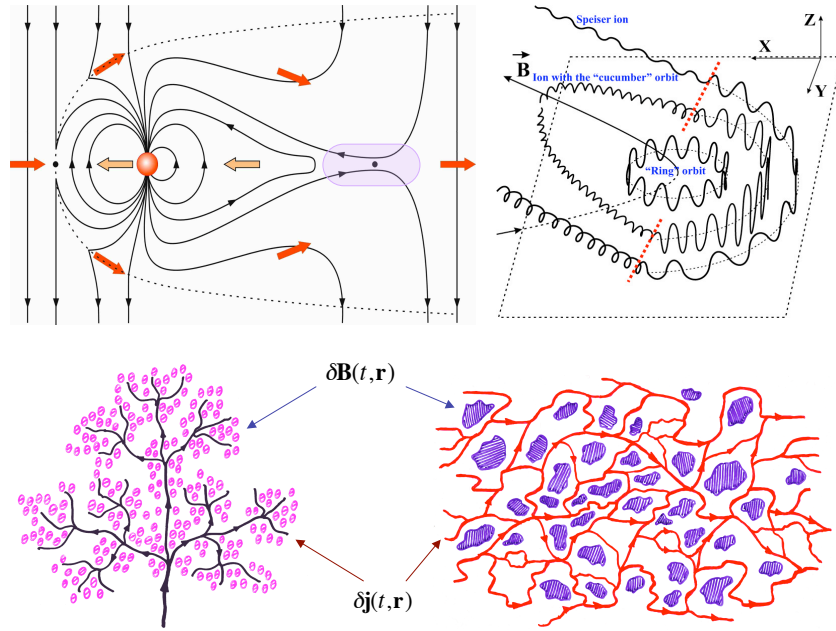 Speiser ion
Z
X
Y
B
Ion with the “cucumber” orbit
“Ring” orbit
δB(t,r)
δj(t,r)